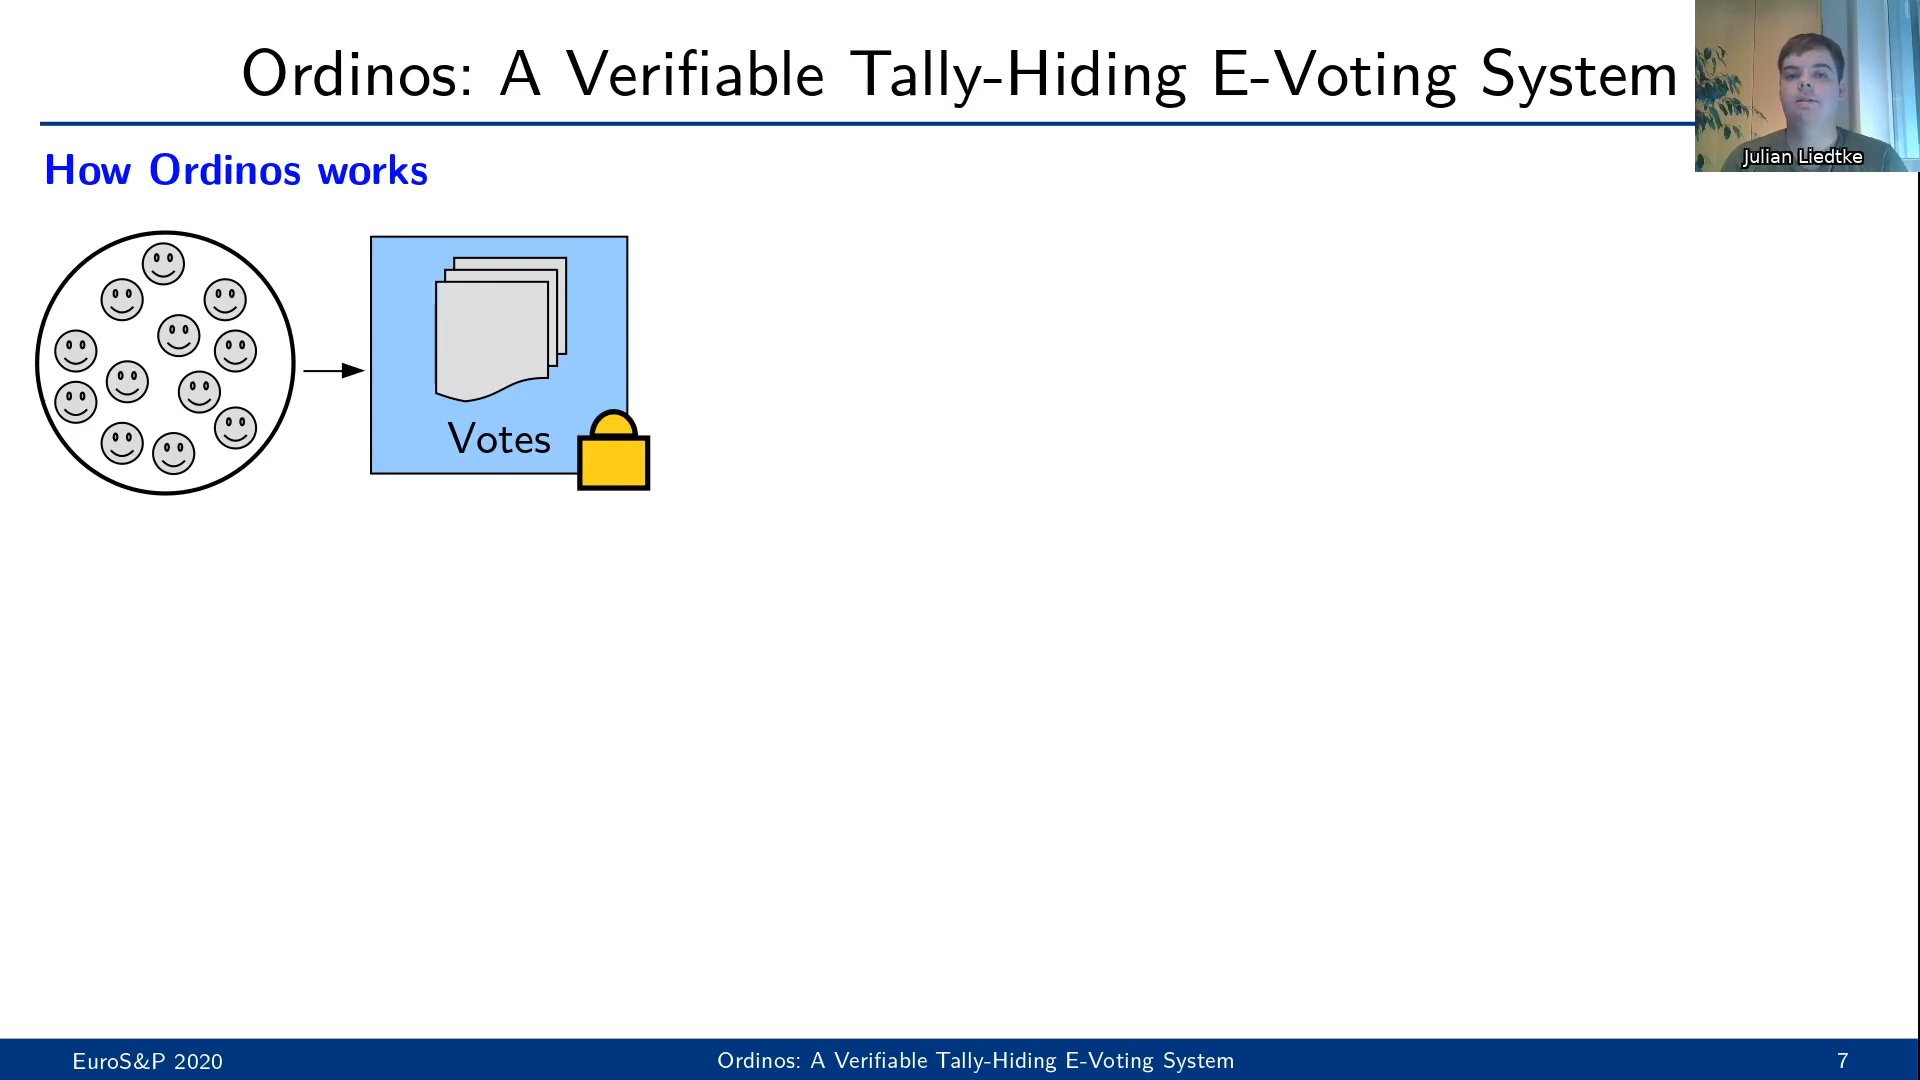 Ordinos: A Verifiable Tally-Hiding E-Voting System
Julian Liedtke
How Ordinos works
Votes
EuroS&P 2020
Ordinos: A Verifiable Tally-Hiding E-Voting System
7